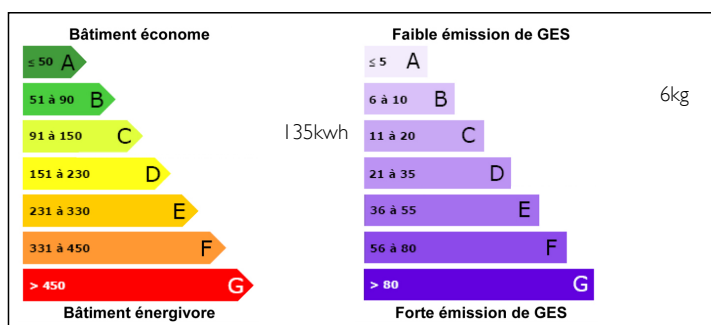 Bâtiment économe
≤ 50 A
51 à 90 B
91 à 150 C
135kwh
151 à 230 D
231 à 330 E
331 à 450 F
> 450 G
Bâtiment énergivore
Faible émission de GES
≤ 5 A
6 à 10 B
6kg
11 à 20 C
21 à 35 D
36 à 55 E
56 à 80 F
> 80 G
Forte émission de GES